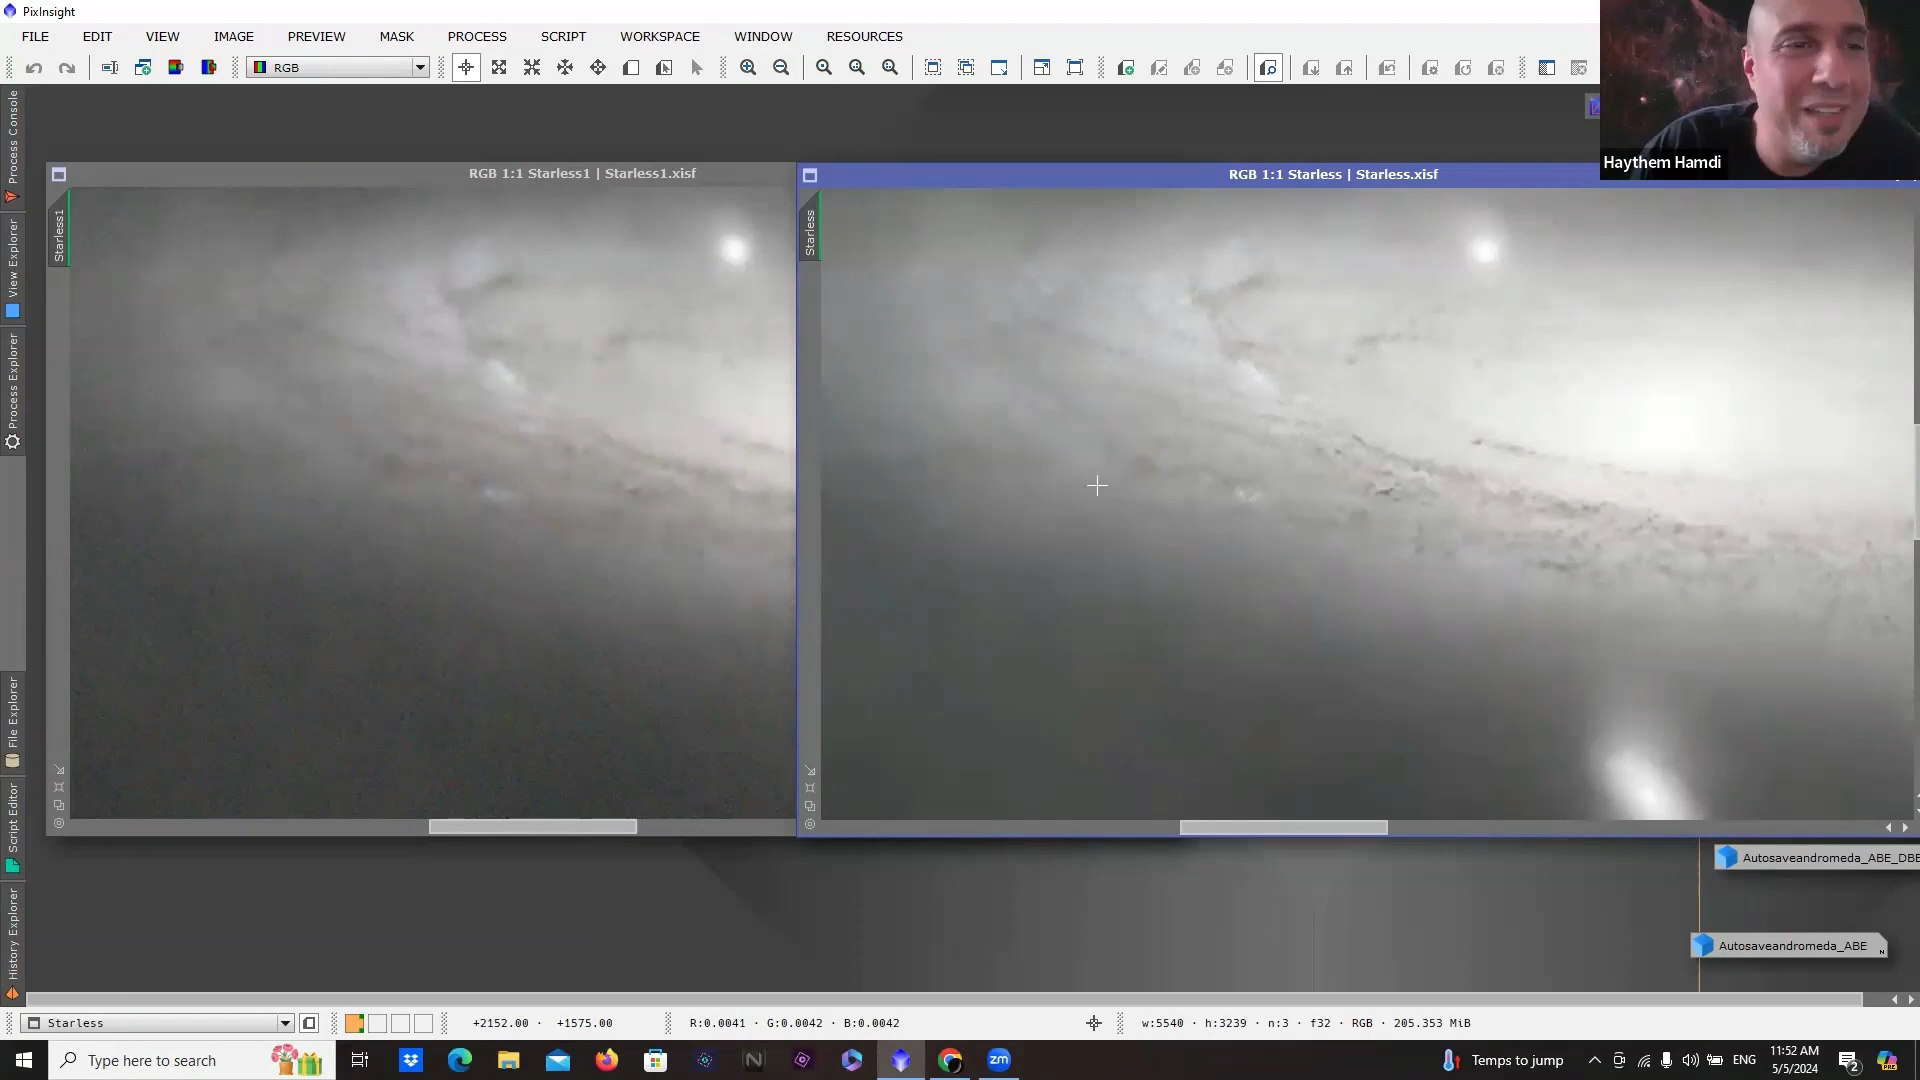 PixInsight
FILE EDIT VIEW IMAGE PREVIEW MASK PROCESS SCRIPT WORKSPACE WINDOW RESOURCES
RGB
Haythem Hamdi
RGB 1:1 Starless1 | Starless1.xisf
RGB 1:1 Starless | Starless.xisf
Starless1
Starless
Process Console
View Explorer
Process Explorer
File Explorer
Script Editor
History Explorer
Autosaveandromeda_ABE_DBE
Autosaveandromeda_ABE
N
Starless
+2152.00 · +1575.00
R:0.0041 · G:0.0042 · B:0.0042
w:5540 · h:3239 · n:3 · f32 · RGB · 205.353 MiB
Type here to search
zm
Temps to jump
ENG
11:52 AM
5/5/2024
2
PRE